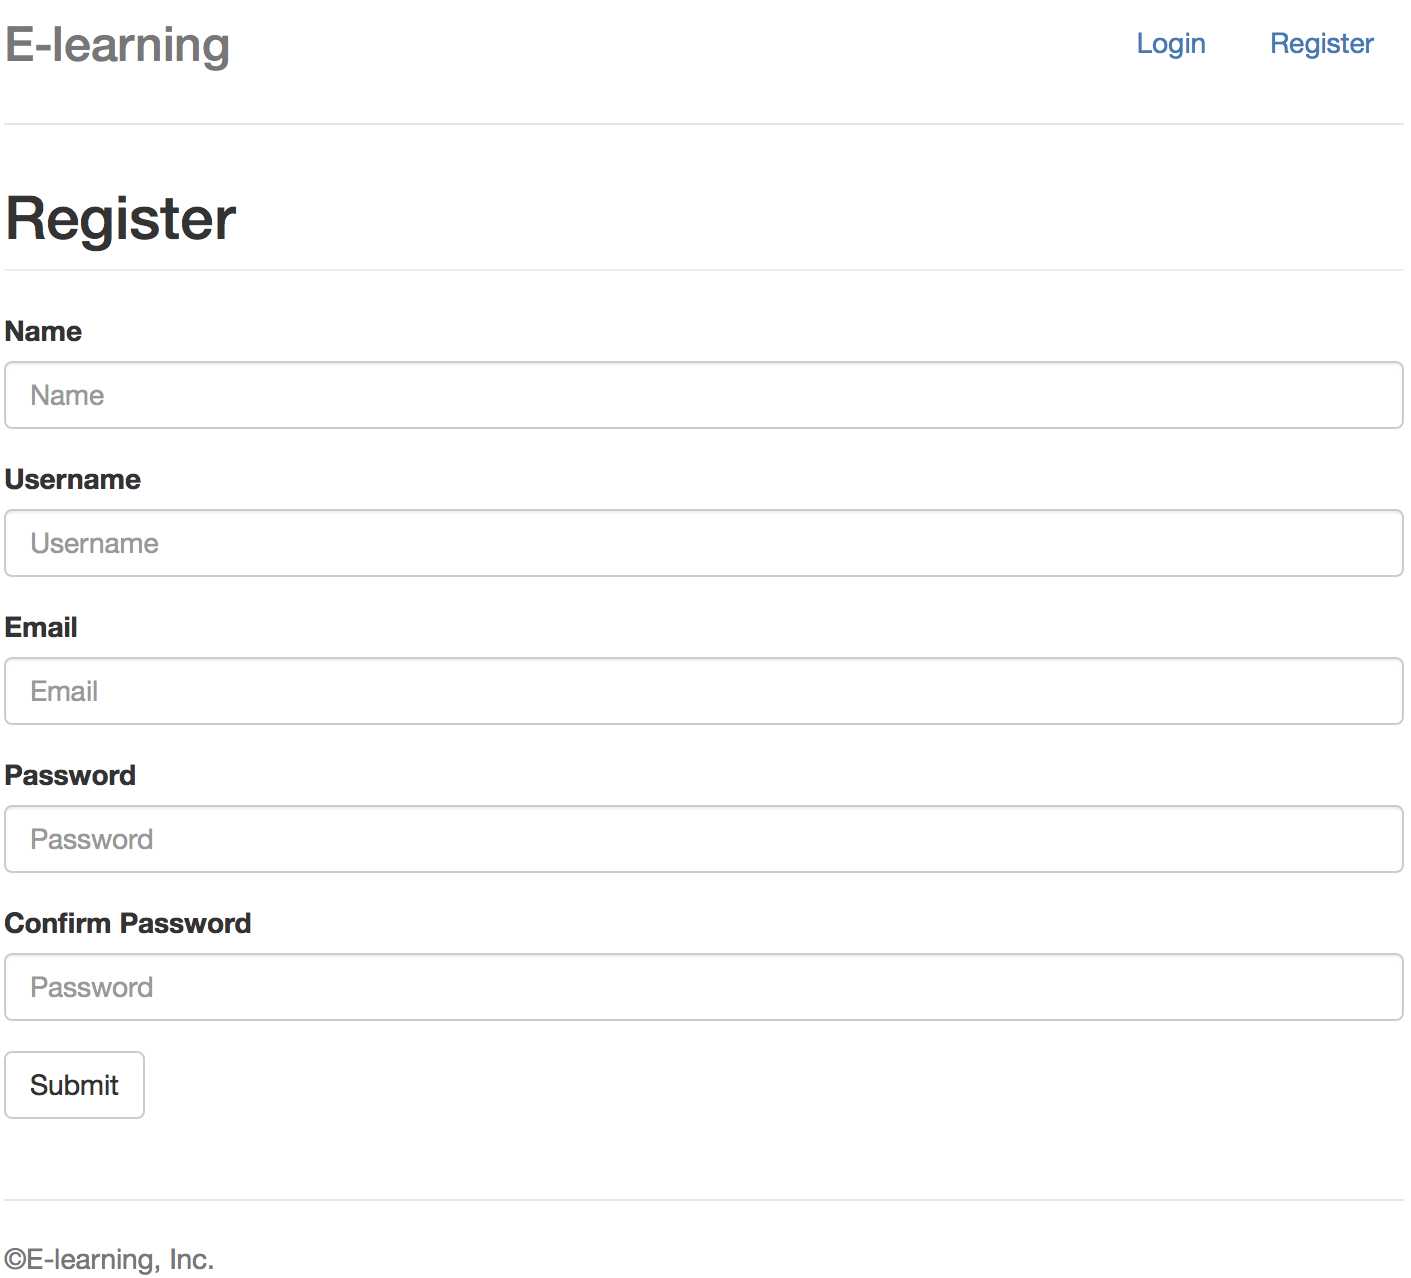 E-learning Login Register
Register
Name
Name
Username
Username
Email
Email
Password
Password
Confirm Password
Password
Submit
©E-learning, Inc.